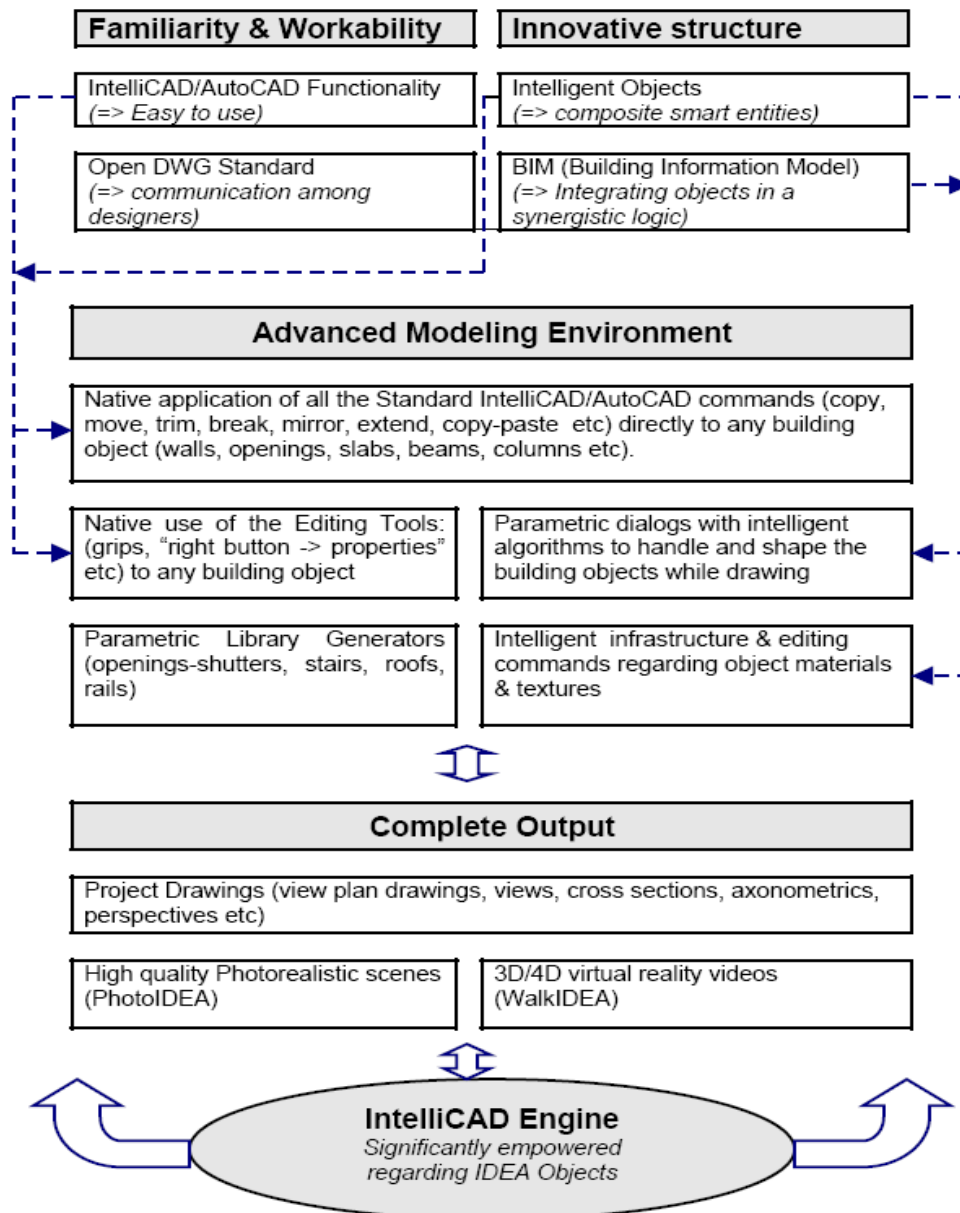 Familiarity & Workability
Innovative structure
IntelliCAD/AutoCAD Functionality
(=> Easy to use)
Intelligent Objects
(=> composite smart entities)
Open DWG Standard
(=> communication among
designers)
BIM (Building Information Model)
(=> Integrating objects in a
synergistic logic)
Advanced Modeling Environment
Native application of all the Standard IntelliCAD/AutoCAD commands (copy,
move, trim, break, mirror, extend, copy-paste etc) directly to any building
object (walls, openings, slabs, beams, columns etc).
Native use of the Editing Tools:
(grips, “right button -> properties”
etc) to any building object
Parametric dialogs with intelligent
algorithms to handle and shape the
building objects while drawing
Parametric Library Generators
(openings-shutters, stairs, roofs,
rails)
Intelligent infrastructure & editing
commands regarding object materials
& textures
Complete Output
Project Drawings (view plan drawings, views, cross sections, axonometrics,
perspectives etc)
High quality Photorealistic scenes
(PhotoIDEA)
3D/4D virtual reality videos
(WalkIDEA)
IntelliCAD Engine
Significantly empowered
regarding IDEA Objects